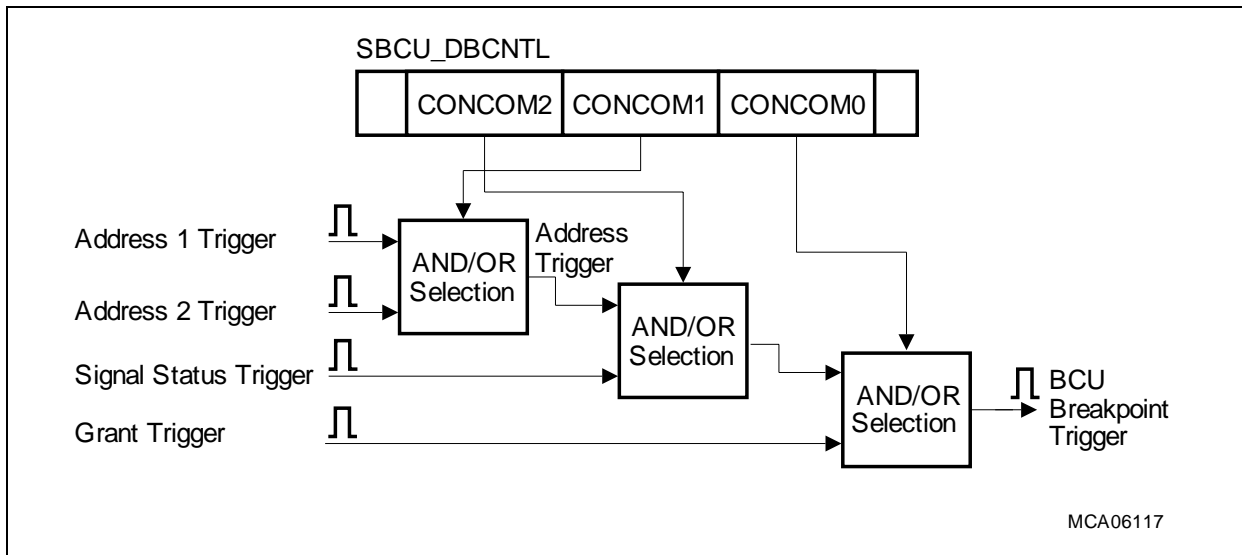 SBCU_DBCNTL
CONCOM2 CONCOM1 CONCOM0
Address 1 Trigger
Address 2 Trigger
Signal Status Trigger
Grant Trigger
AND/OR
Selection
Address
Trigger
AND/OR
Selection
AND/OR
Selection
BCU
Breakpoint
Trigger
MCA06117